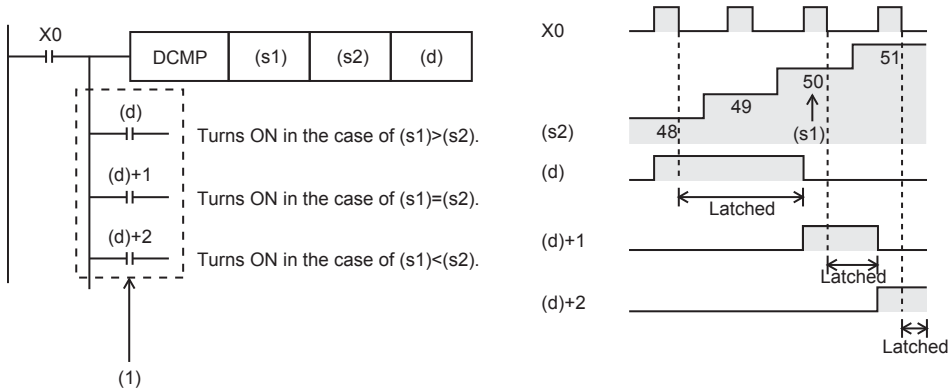 X0
DCMP (s1) (s2) (d)
(d)
Turns ON in the case of (s1)>(s2).
(d)+1
Turns ON in the case of (s1)=(s2).
(d)+2
Turns ON in the case of (s1)<(s2).
(1)
X0
51
50
49
(s1)
(s2)
48
(d)
Latched
(d)+1
Latched
(d)+2
Latched